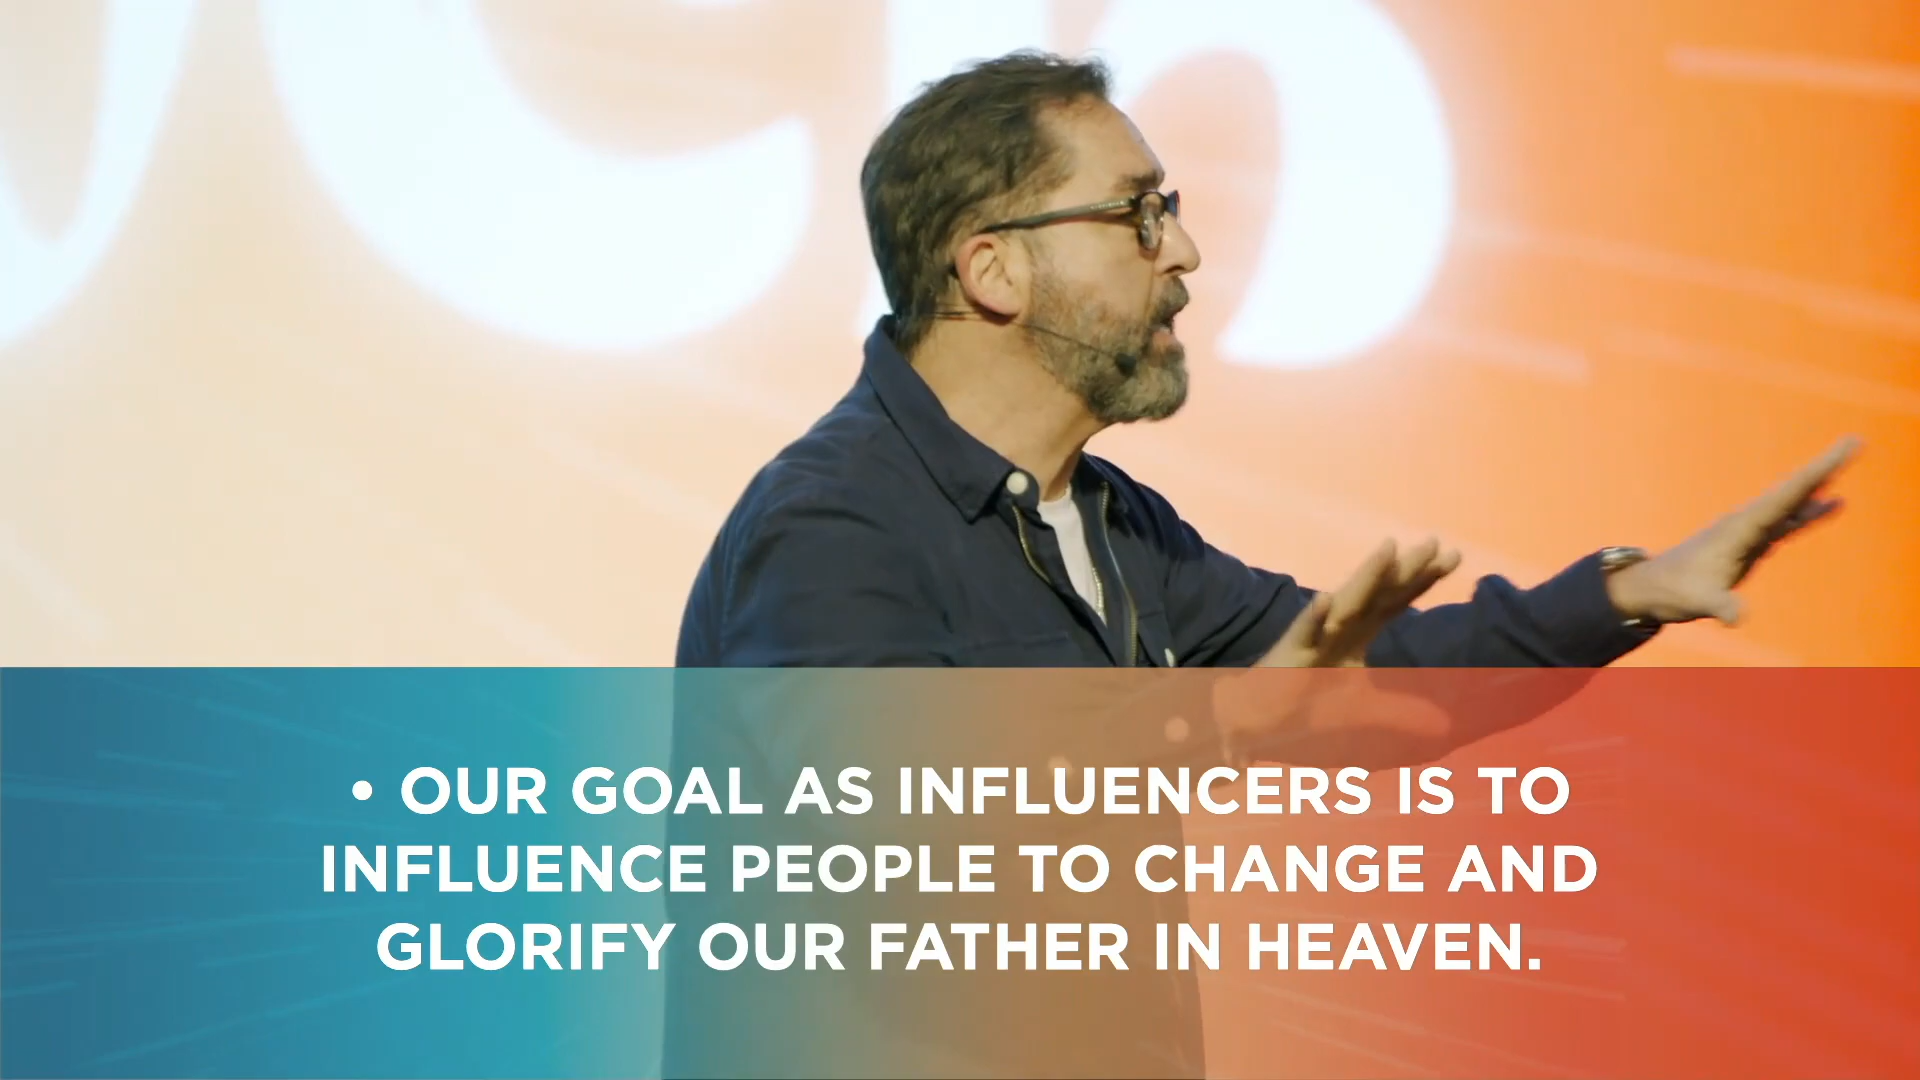 • OUR GOAL AS INFLUENCERS IS TO
INFLUENCE PEOPLE TO CHANGE AND
GLORIFY OUR FATHER IN HEAVEN.